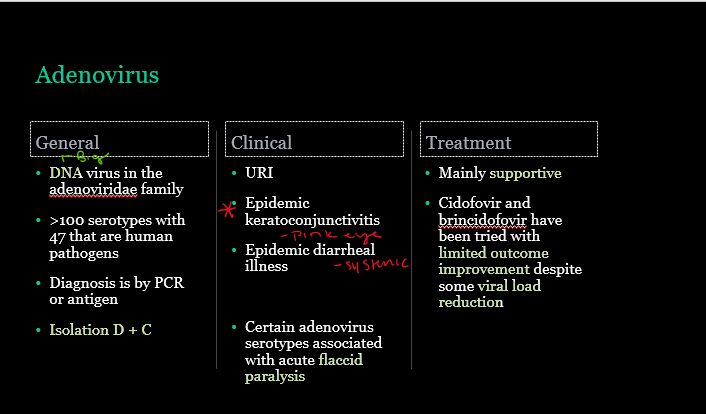 Adenovirus
General
• DNA virus in the
adenoviridae family
• >100 serotypes with
47 that are human
pathogens
• Diagnosis is by PCR
or antigen
• Isolation D + C
Clinical
• URI
* • Epidemic
keratoconjunctivitis
- Pink eye
• Epidemic diarrheal
illness
- systemic
• Certain adenovirus
serotypes associated
with acute flaccid
paralysis
Treatment
• Mainly supportive
• Cidofovir and
brincidofovir have
been tried with
limited outcome
improvement despite
some viral load
reduction